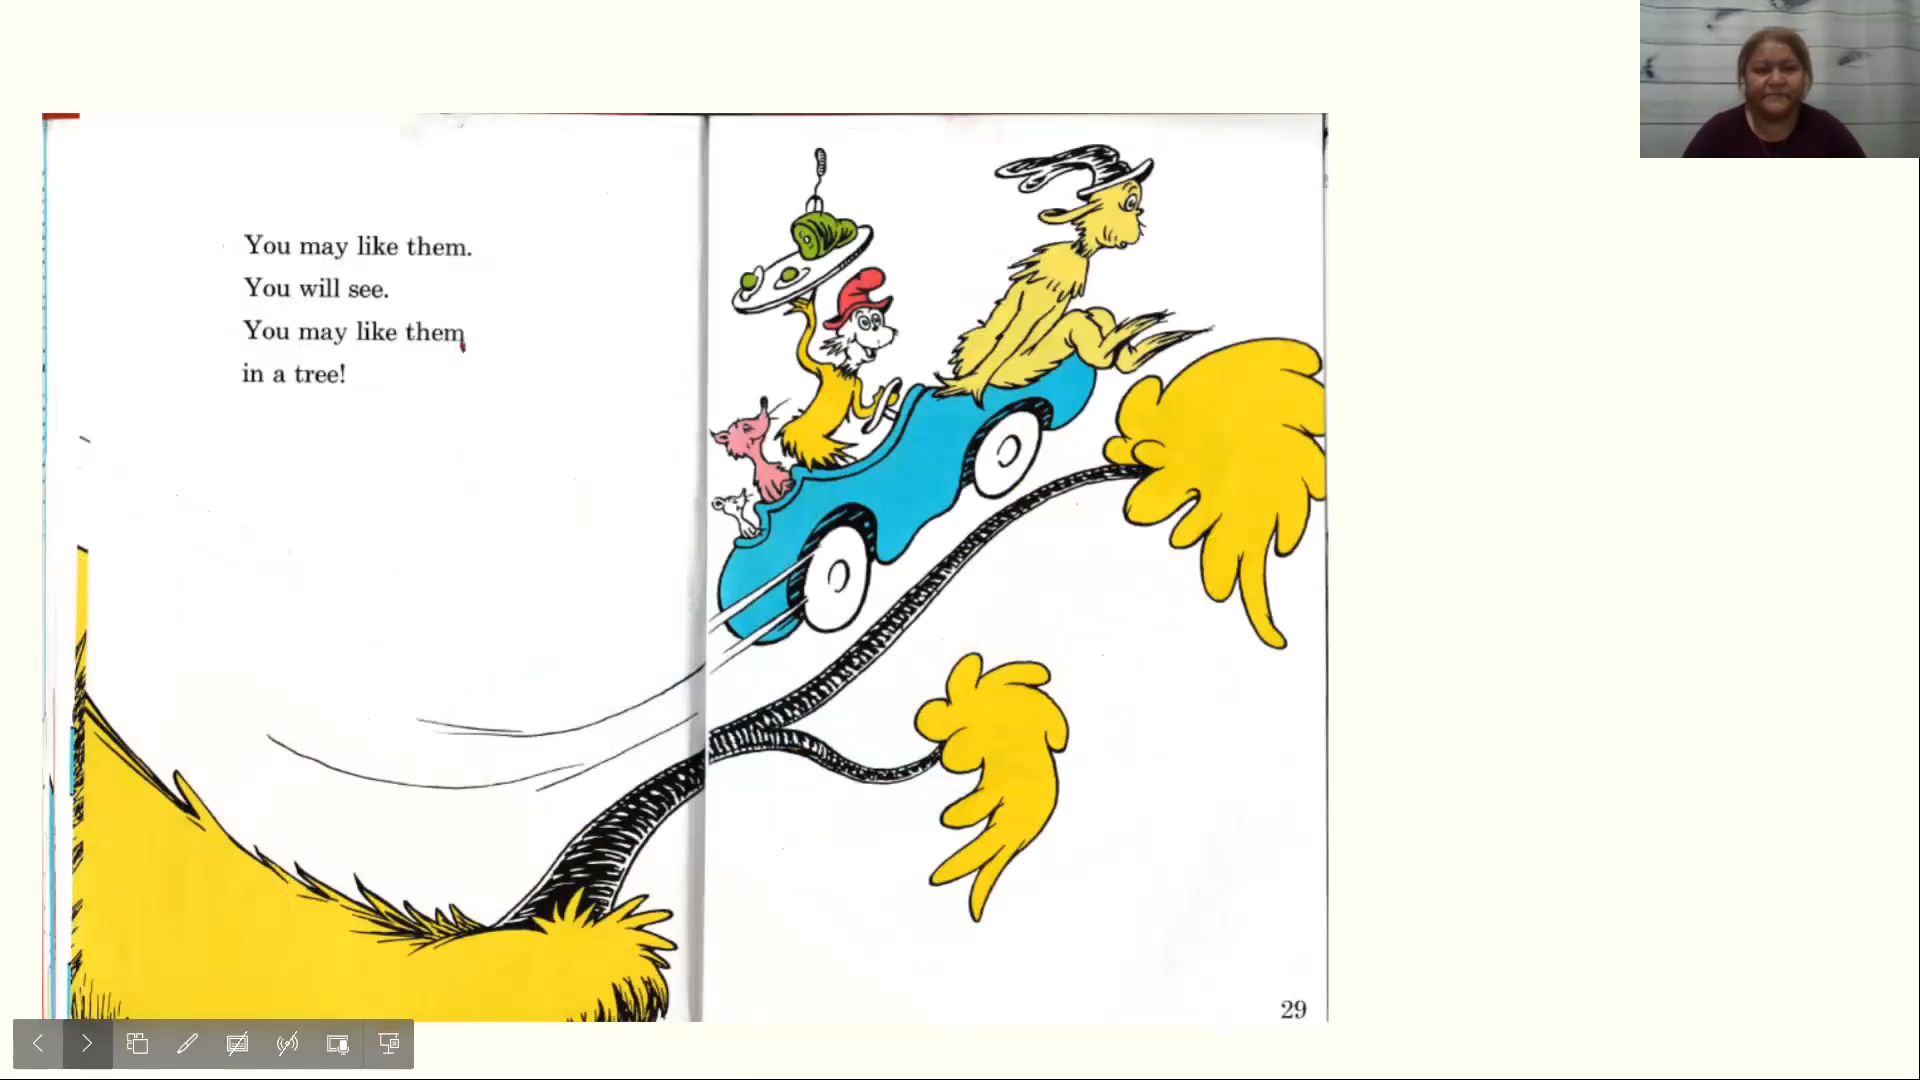 You may like them.
You will see.
You may like them
in a tree!
29